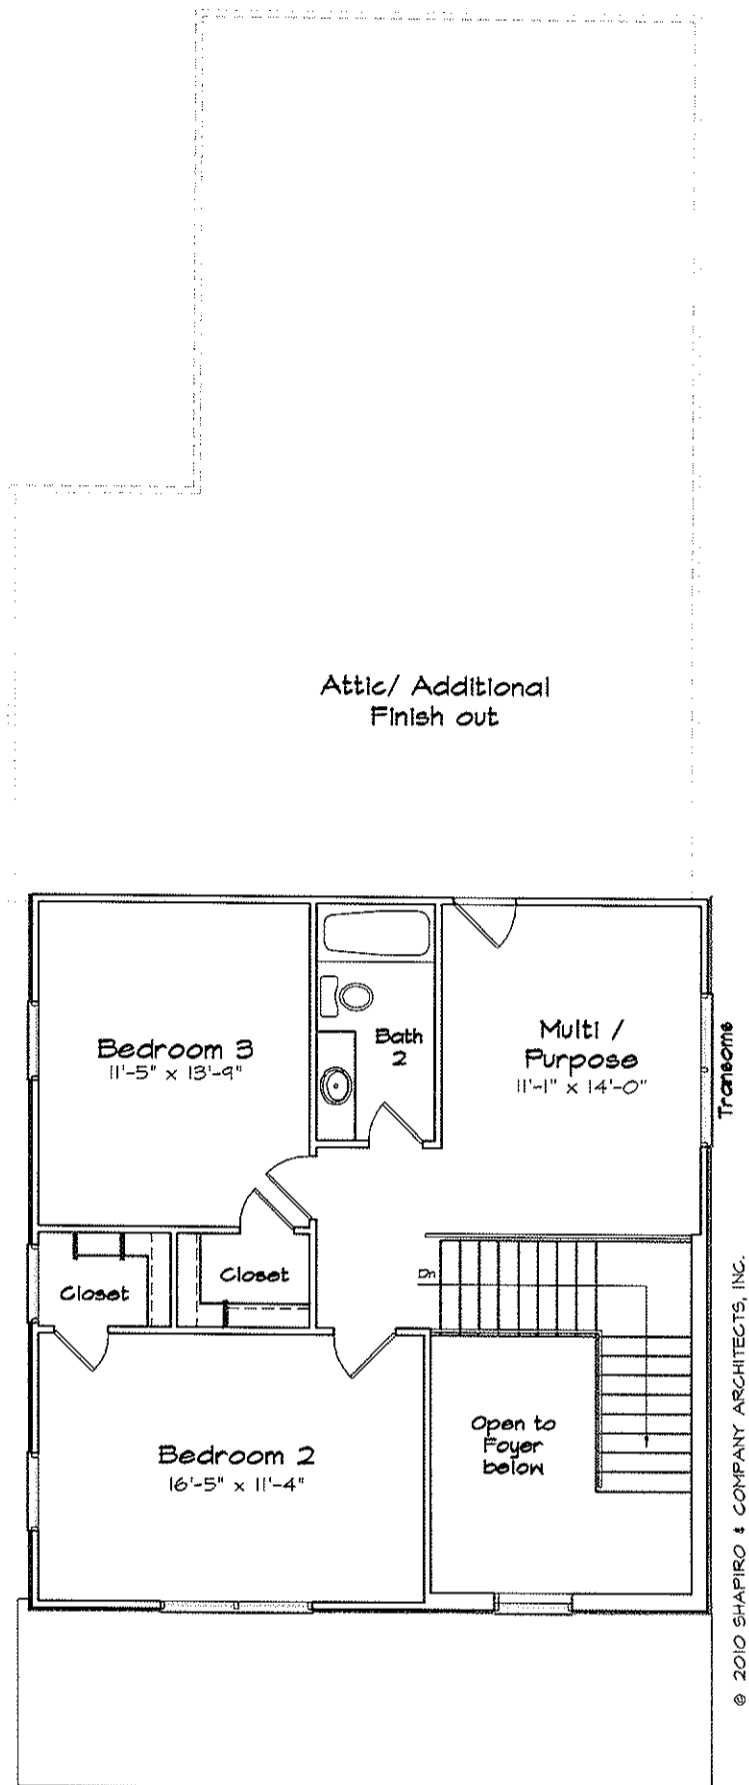 Attic/ Additional
Finish out
Bedroom 3
11'-5" x 13'-9"
Bath
2
Multi /
Purpose
11'-1" x 14'-0"
Transoms
Closet
Closet
Dn
Bedroom 2
16'-5" x 11'-4"
Open to
Foyer
below
© 2010 SHAPIRO & COMPANY ARCHITECTS, INC.